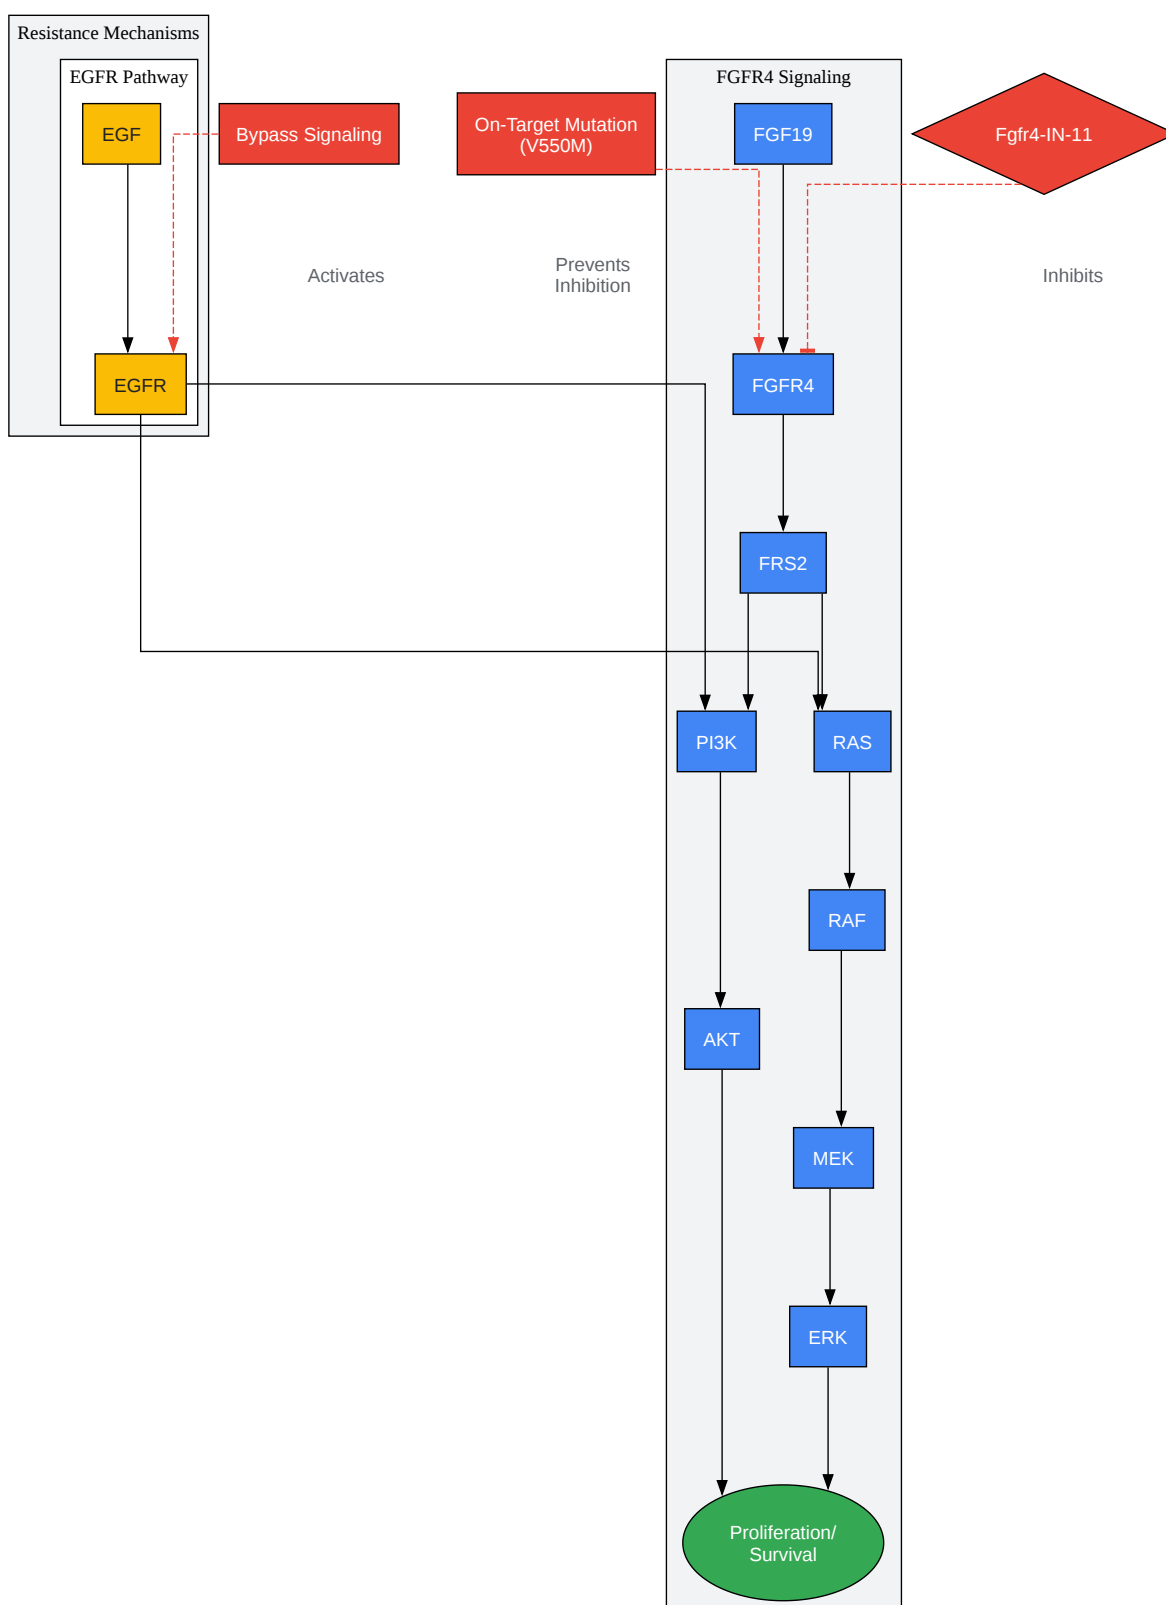 Resistance Mechanisms
EGFR Pathway
FGFR4 Signaling
EGF
Bypass Signaling
On-Target Mutation
(V550M)
FGF19
Fgfr4-IN-11
Activates
Prevents
Inhibition
Inhibits
EGFR
FGFR4
FRS2
PI3K
RAS
RAF
AKT
MEK
ERK
Proliferation/
Survival